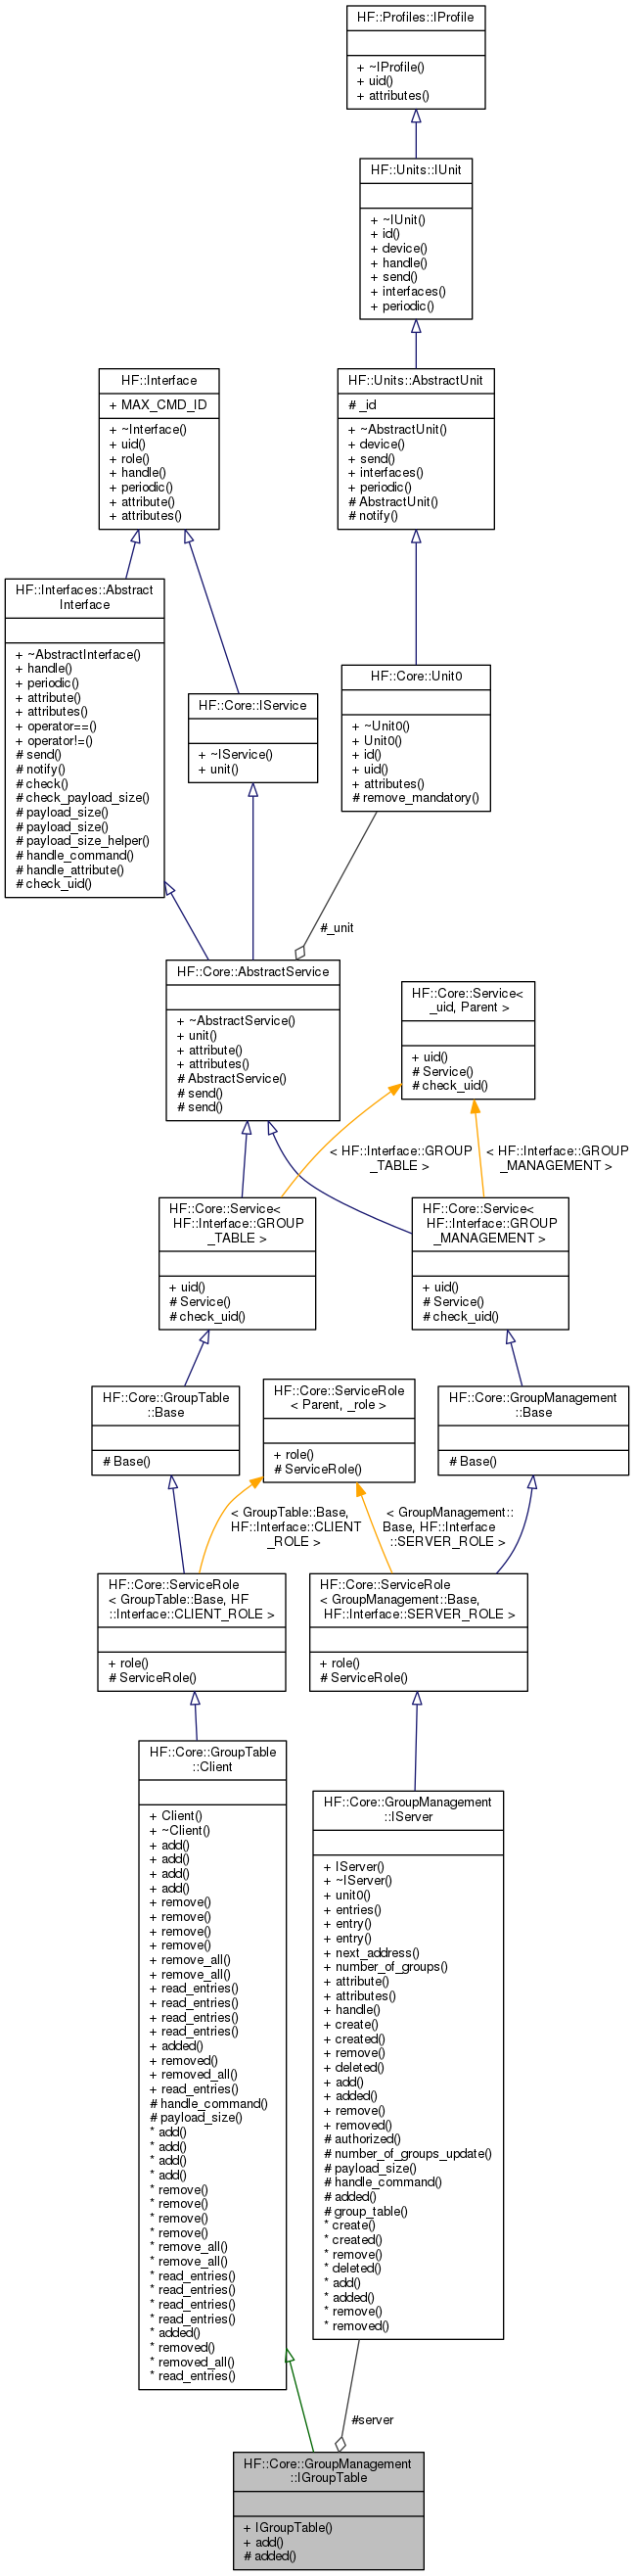 HF::Profiles::IProfile
+ ~IProfile()
+ uid()
+ attributes()
HF::Units::IUnit
+ ~IUnit()
+ id()
+ device()
+ handle()
+ send()
+ interfaces()
+ periodic()
HF::Interface
+ MAX_CMD_ID
+ ~Interface()
+ uid()
+ role()
+ handle()
+ periodic()
+ attribute()
+ attributes()
HF::Units::AbstractUnit
# _id
+ ~AbstractUnit()
+ device()
+ send()
+ interfaces()
+ periodic()
# AbstractUnit()
# notify()
HF::Interfaces::Abstract
Interface
+ ~AbstractInterface()
+ handle()
+ periodic()
+ attribute()
+ attributes()
+ operator==()
+ operator!=()
# send()
# notify()
# check()
# check_payload_size()
# payload_size()
# payload_size()
# payload_size_helper()
# handle_command()
# handle_attribute()
# check_uid()
HF::Core::IService
+ ~IService()
+ unit()
HF::Core::Unit0
+ ~Unit0()
+ Unit0()
+ id()
+ uid()
+ attributes()
# remove_mandatory()
#_unit
HF::Core::AbstractService
+ ~AbstractService()
+ unit()
+ attribute()
+ attributes()
# AbstractService()
# send()
# send()
HF::Core::Service<
_uid, Parent >
+ uid()
# Service()
# check_uid()
< HF::Interface::GROUP
_TABLE >
< HF::Interface::GROUP
_MANAGEMENT >
HF::Core::Service<
HF::Interface::GROUP
_TABLE >
+ uid()
# Service()
# check_uid()
HF::Core::Service<
HF::Interface::GROUP
_MANAGEMENT >
+ uid()
# Service()
# check_uid()
HF::Core::GroupTable
::Base
# Base()
HF::Core::ServiceRole
< Parent, _role >
+ role()
# ServiceRole()
HF::Core::GroupManagement
::Base
# Base()
< GroupTable::Base,
HF::Interface::CLIENT
_ROLE >
< GroupManagement::
Base, HF::Interface
::SERVER_ROLE >
HF::Core::ServiceRole
< GroupTable::Base, HF
::Interface::CLIENT_ROLE >
+ role()
# ServiceRole()
HF::Core::ServiceRole
< GroupManagement::Base,
HF::Interface::SERVER_ROLE >
+ role()
# ServiceRole()
HF::Core::GroupTable
::Client
+ Client()
+ ~Client()
+ add()
+ add()
+ add()
+ add()
+ remove()
+ remove()
+ remove()
+ remove()
+ remove_all()
+ remove_all()
+ read_entries()
+ read_entries()
+ read_entries()
+ read_entries()
+ added()
+ removed()
+ removed_all()
+ read_entries()
# handle_command()
# payload_size()
* add()
* add()
* add()
* add()
* remove()
* remove()
* remove()
* remove()
* remove_all()
* remove_all()
* read_entries()
* read_entries()
* read_entries()
* read_entries()
* added()
* removed()
* removed_all()
* read_entries()
HF::Core::GroupManagement
::IServer
+ IServer()
+ ~IServer()
+ unit0()
+ entries()
+ entry()
+ entry()
+ next_address()
+ number_of_groups()
+ attribute()
+ attributes()
+ handle()
+ create()
+ created()
+ remove()
+ deleted()
+ add()
+ added()
+ remove()
+ removed()
# authorized()
# number_of_groups_update()
# payload_size()
# handle_command()
# added()
# group_table()
* create()
* created()
* remove()
* deleted()
* add()
* added()
* remove()
* removed()
#server
HF::Core::GroupManagement
::IGroupTable
+ IGroupTable()
+ add()
# added()